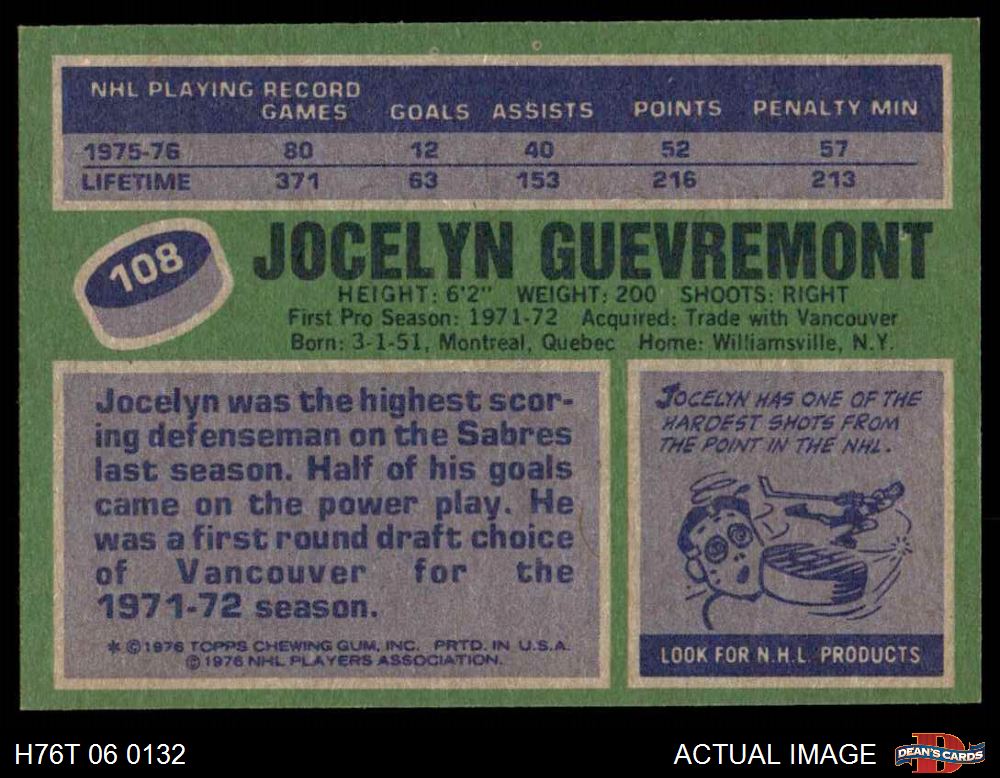 NHL PLAYING RECORD
GAMES GOALS ASSISTS POINTS PENALTY MIN
1975-76 80 12 40 52 57
LIFETIME 371 63 153 216 213
108
JOCELYN GUEVREMONT
HEIGHT: 6'2" WEIGHT: 200 SHOOTS: RIGHT
First Pro Season: 1971-72 Acquired: Trade with Vancouver
Born: 3-1-51, Montreal, Quebec Home: Williamsville, N.Y.
Jocelyn was the highest scor-
ing defenseman on the Sabres
last season. Half of his goals
came on the power play. He
was a first round draft choice
of Vancouver for the
1971-72 season.
* ©1976 TOPPS CHEWING GUM, INC. PRTD. IN U.S.A.
© 1976 NHL PLAYERS ASSOCIATION.
JOCELYN HAS ONE OF THE
HARDEST SHOTS FROM
THE POINT IN THE NHL.
LOOK FOR N.H.L. PRODUCTS
H76T 06 0132
ACTUAL IMAGE
DEAN'S CARDS